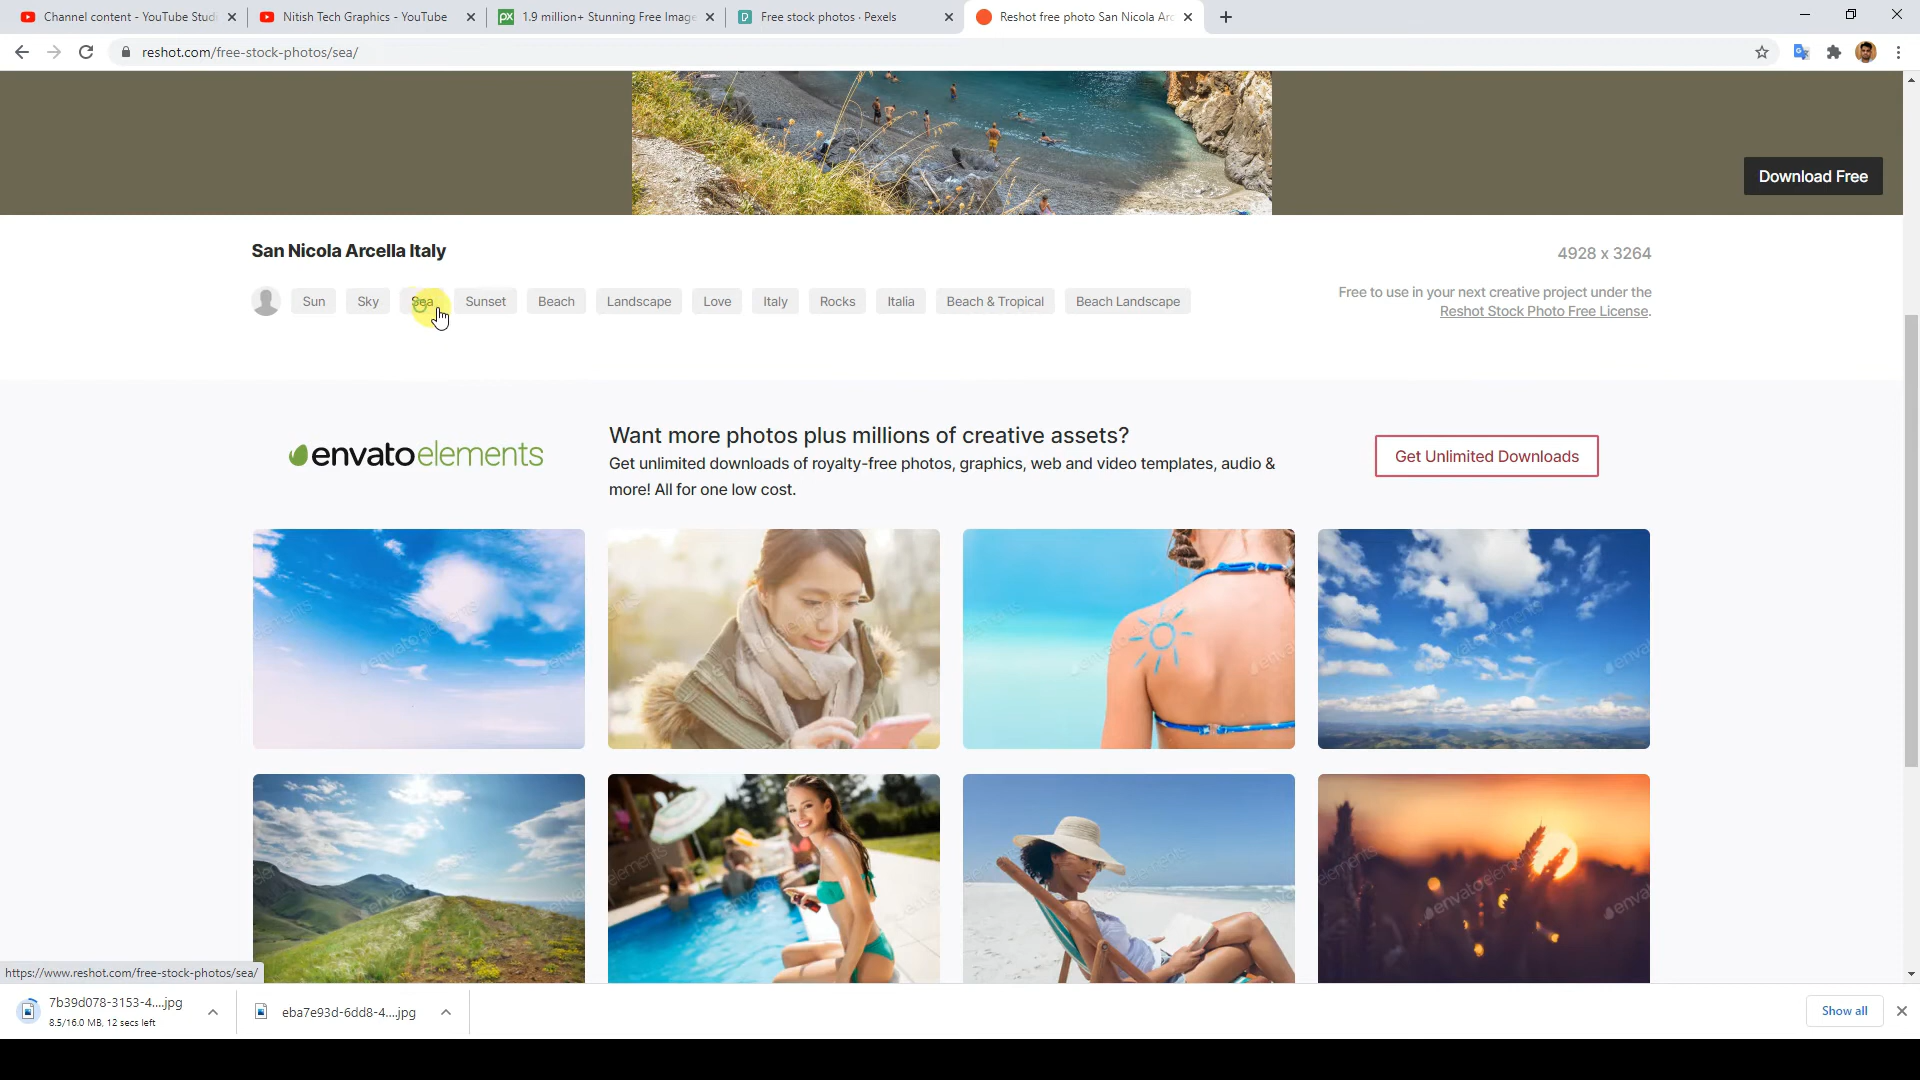 Channel content - YouTube Studi
Nitish Tech Graphics - YouTube
px
1.9 million+ Stunning Free Image
Free stock photos · Pexels
Reshot free photo San Nicola Arc
reshot.com/free-stock-photos/sea/
Download Free
San Nicola Arcella Italy
4928 x 3264
Sun
Sky
Sea
Sunset
Beach
Landscape
Love
Italy
Rocks
Italia
Beach & Tropical
Beach Landscape
Free to use in your next creative project under the
Reshot Stock Photo Free License.
envatoelements
Want more photos plus millions of creative assets?
Get unlimited downloads of royalty-free photos, graphics, web and video templates, audio &
more! All for one low cost.
Get Unlimited Downloads
https://www.reshot.com/free-stock-photos/sea/
7b39d078-3153-4....jpg
8.5/16.0 MB, 12 secs left
eba7e93d-6dd8-4....jpg
Show all